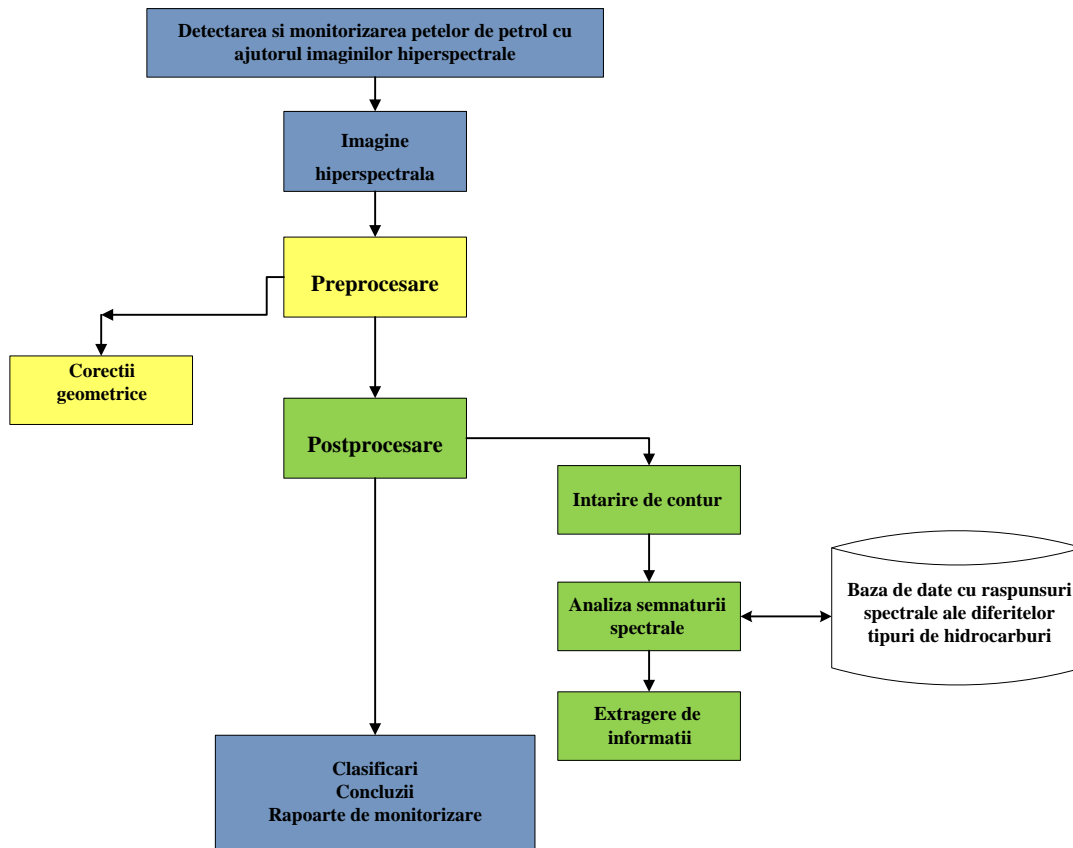 Detectarea si monitorizarea petelor de petrol cu
ajutorul imaginilor hiperspectrale
Imagine
hiperspectrala
Preprocesare
Corectii
geometrice
Postprocesare
Intarire de contur
Analiza semnaturii
spectrale
Baza de date cu raspunsuri
spectrale ale diferitelor
tipuri de hidrocarburi
Extragere de
informatii
Clasificari
Concluzii
Rapoarte de monitorizare